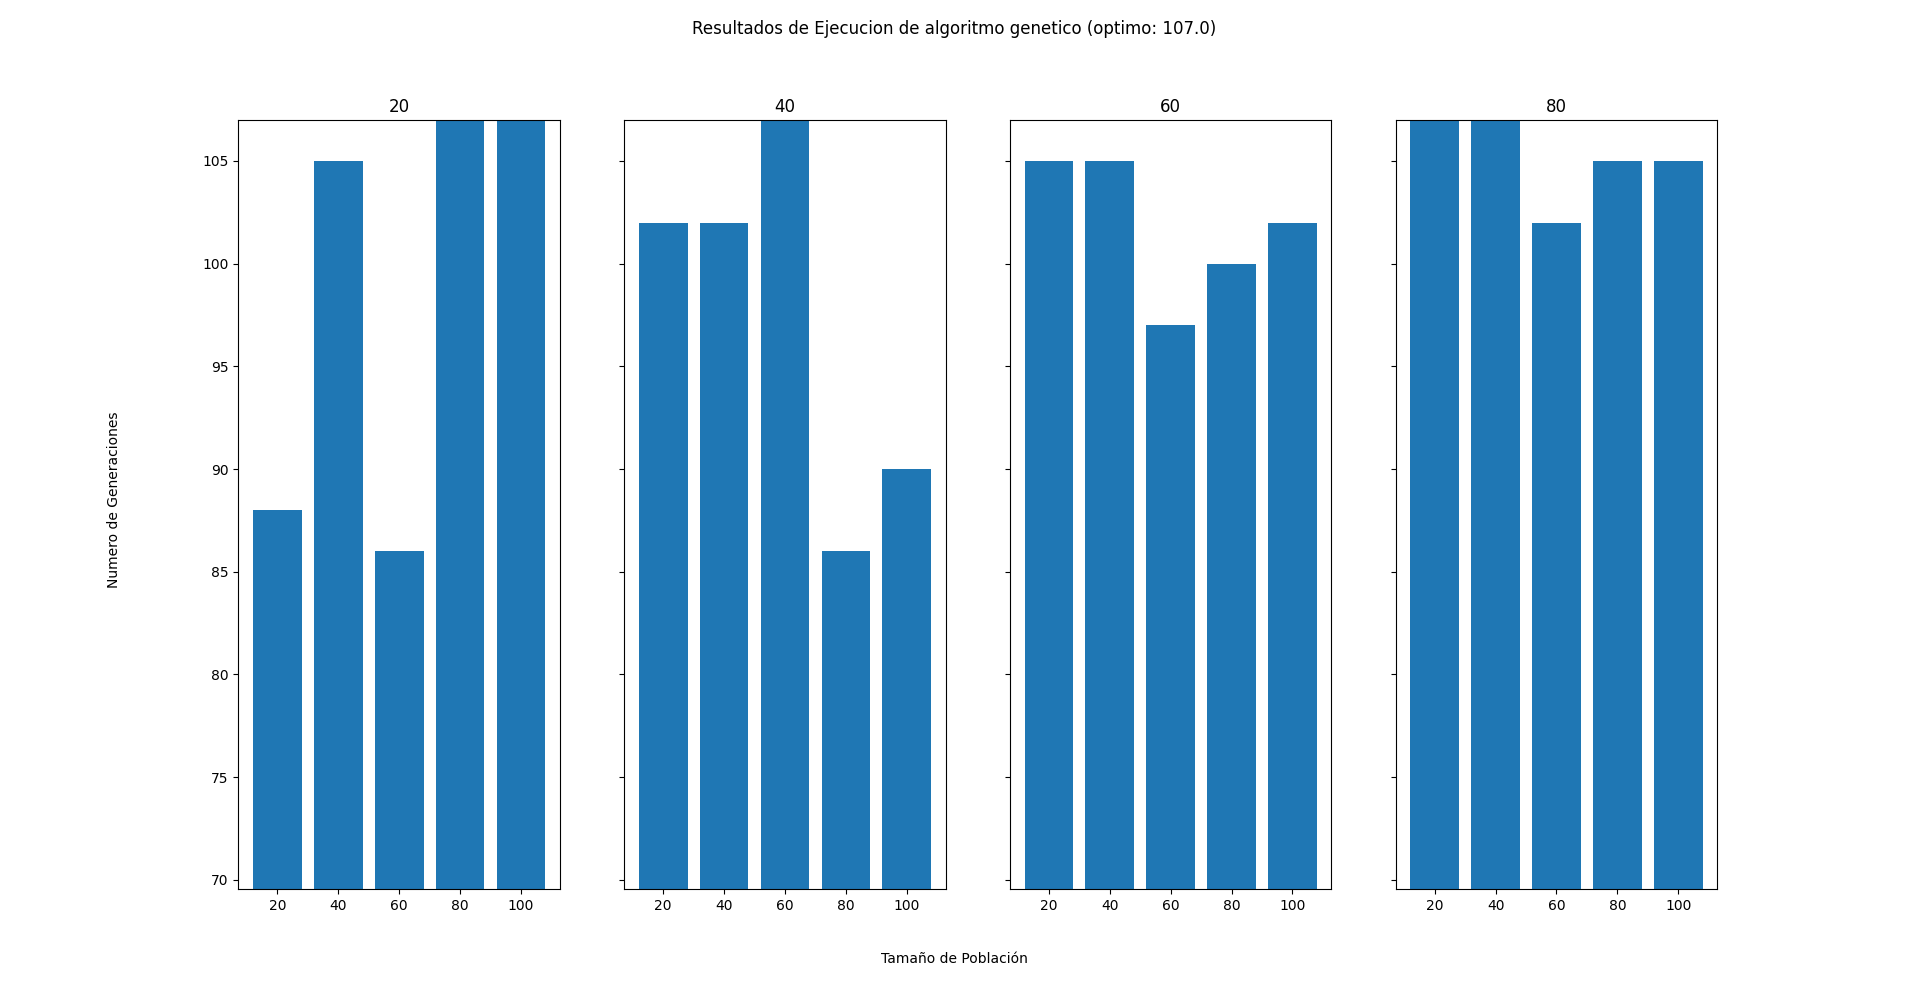 Resultados de Ejecucion de algoritmo genetico (optimo: 107.0)
20
40
60
80
105
100
95
90
85
80
75
70
Numero de Generaciones
20 40 60 80 100
20 40 60 80 100
20 40 60 80 100
20 40 60 80 100
Tamaño de Población